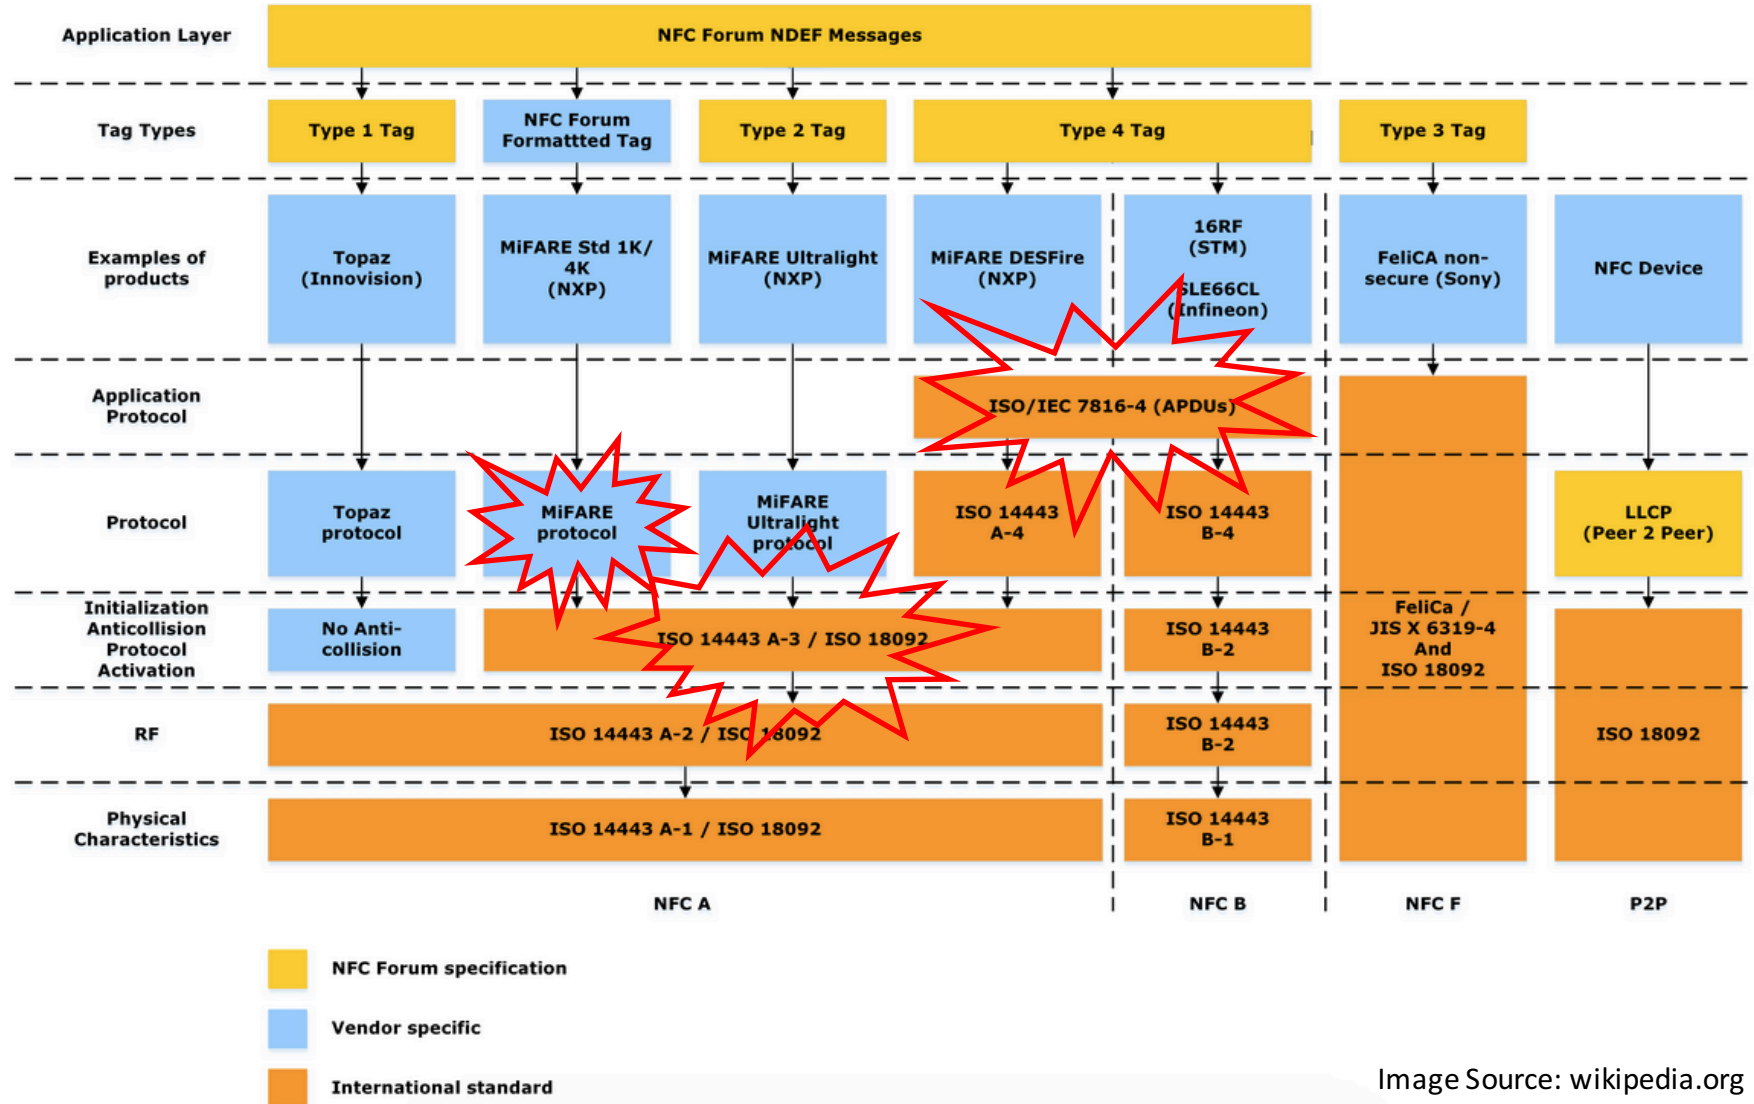 Application Layer
NFC Forum NDEF Messages
Tag Types
Type 1 Tag
NFC Forum
Formattted Tag
Type 2 Tag
Type 4 Tag
Type 3 Tag
Examples of
products
Topaz
(Innovision)
MiFARE Std 1K/
4K
(NXP)
MiFARE Ultralight
(NXP)
MiFARE DESFire
(NXP)
16RF
(STM)
SLE66CL
(Infineon)
FeliCA non-
secure (Sony)
NFC Device
Application
Protocol
ISO/IEC 7816-4 (APDUs)
Protocol
Topaz
protocol
MiFARE
protocol
MiFARE
Ultralight
protocol
ISO 14443
A-4
ISO 14443
B-4
LLCP
(Peer 2 Peer)
Initialization
Anticollision
Protocol
Activation
No Anti-
collision
ISO 14443 A-3 / ISO 18092
ISO 14443
B-2
FeliCa /
JIS X 6319-4
And
ISO 18092
RF
ISO 14443 A-2 / ISO 18092
ISO 14443
B-2
ISO 18092
Physical
Characteristics
ISO 14443 A-1 / ISO 18092
ISO 14443
B-1
NFC A
NFC B
NFC F
P2P
NFC Forum specification
Vendor specific
International standard
Image Source: wikipedia.org